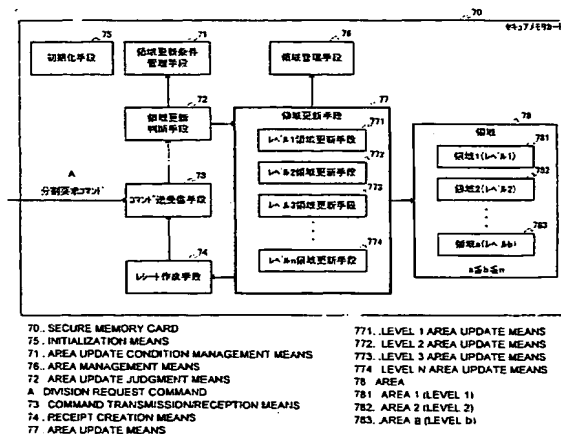 70
セキュアメモリカード
75
初期化手段
71
領域更新条件
管理手段
76
領域管理手段
72
領域更新
判断手段
77
領域更新手段
771
レベル1領域更新手段
772
レベル2領域更新手段
773
レベル3領域更新手段
774
レベルn領域更新手段
78
領域
781
領域1(レベル1)
782
領域2(レベル2)
783
領域a(レベルb)
a≦b≦n
A
分割要求コマンド
73
コマンド送受信手段
74
レシート作成手段
70.. SECURE MEMORY CARD
75.. INITIALIZATION MEANS
71.. AREA UPDATE CONDITION MANAGEMENT MEANS
76.. AREA MANAGEMENT MEANS
72.. AREA UPDATE JUDGMENT MEANS
A DIVISION REQUEST COMMAND
73 COMMAND TRANSMISSION/RECEPTION MEANS
74.. RECEIPT CREATION MEANS
77 AREA UPDATE MEANS
771. .LEVEL 1 AREA UPDATE MEANS
772. LEVEL 2 AREA UPDATE MEANS
773. LEVEL 3 AREA UPDATE MEANS
774 LEVEL N AREA UPDATE MEANS
78 AREA
781 AREA 1 (LEVEL 1)
782. AREA 2 (LEVEL 2)
783. .AREA a (LEVEL b)